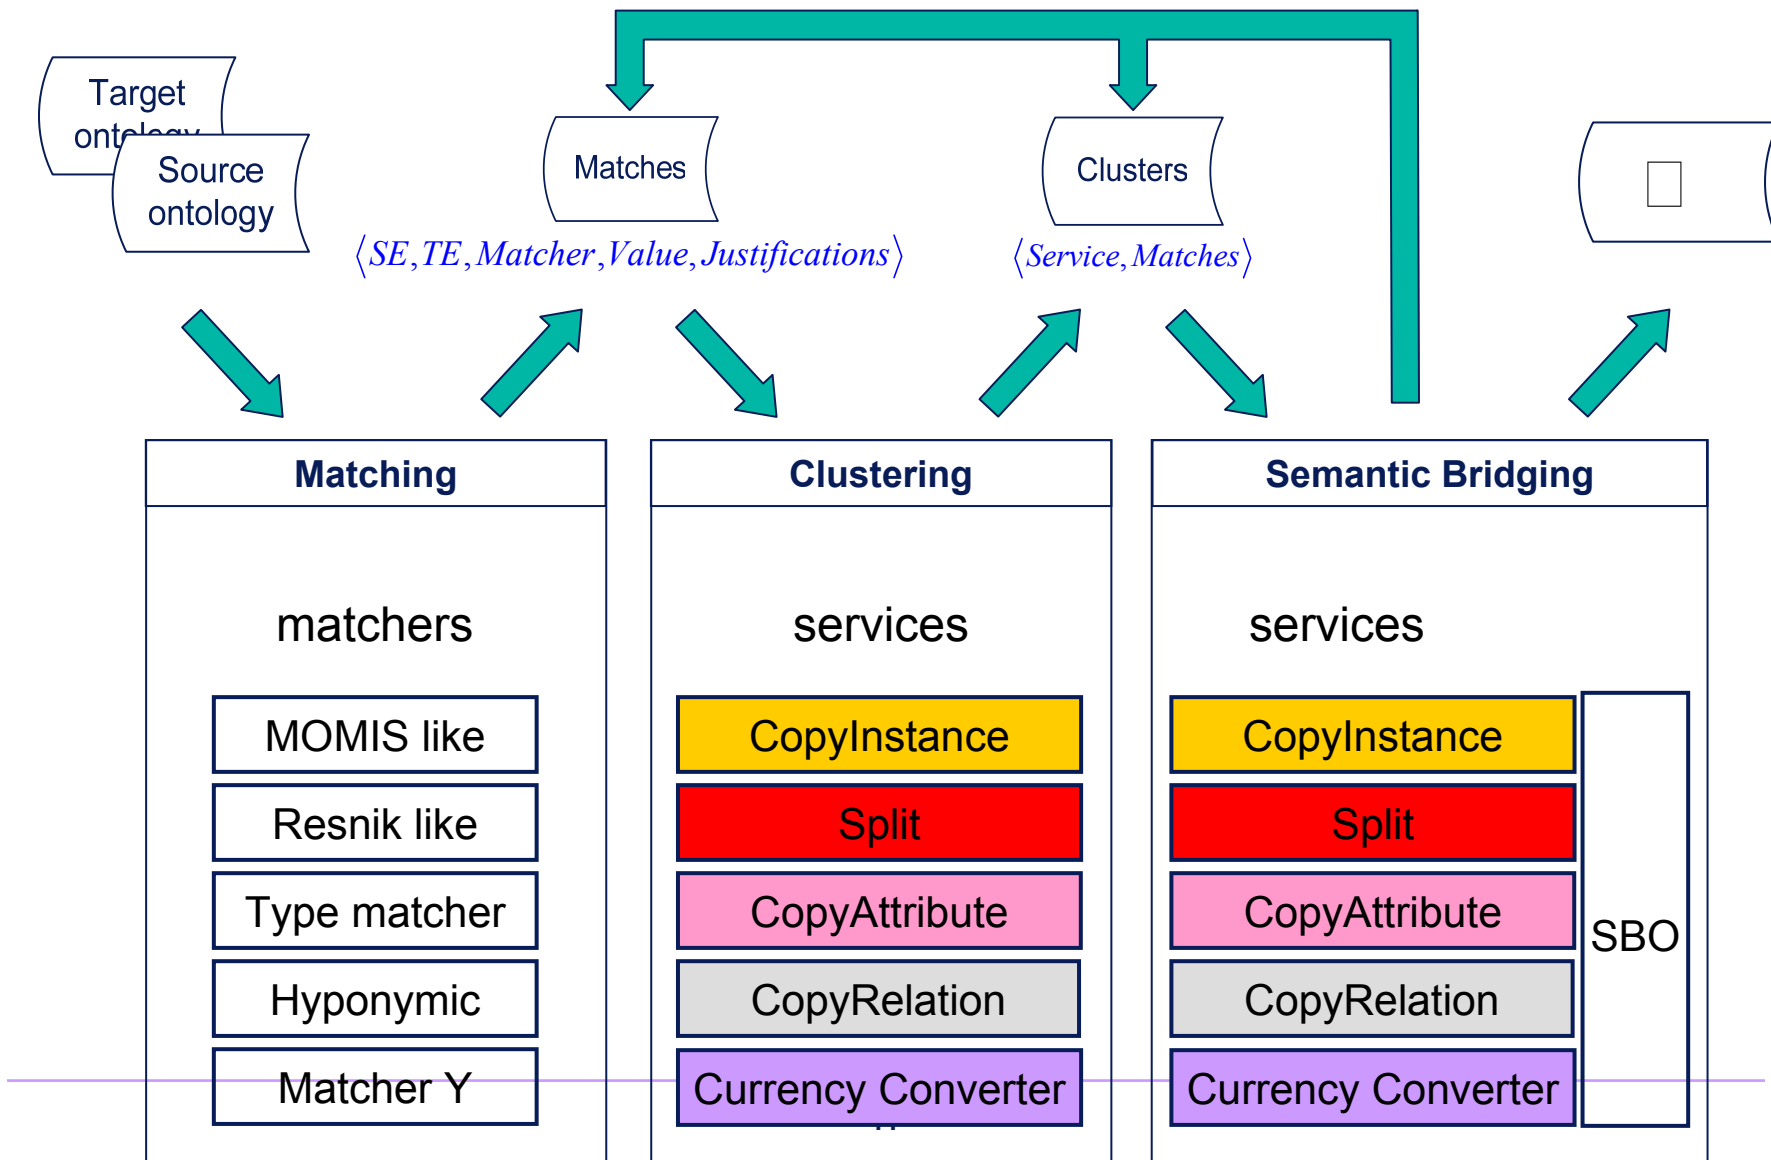 Target
ontology
Source
ontology
Matches
Clusters
⟨SE,TE,Matcher,Value,Justifications⟩
⟨Service,Matches⟩
Matching
Clustering
Semantic Bridging
matchers
services
services
MOMIS like
CopyInstance
CopyInstance
Resnik like
Split
Split
Type matcher
CopyAttribute
CopyAttribute
SBO
Hyponymic
CopyRelation
CopyRelation
Matcher Y
Currency Converter
Currency Converter